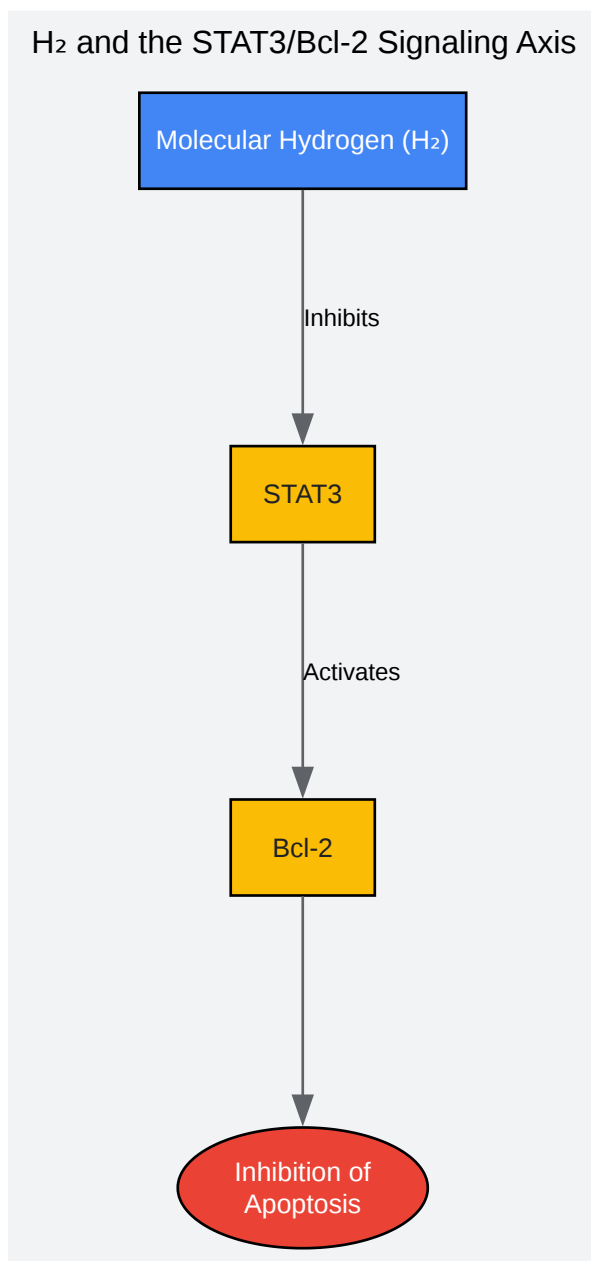 H₂ and the STAT3/Bcl-2 Signaling Axis
Molecular Hydrogen (H₂)
Inhibits
STAT3
Activates
Bcl-2
Inhibition of
Apoptosis